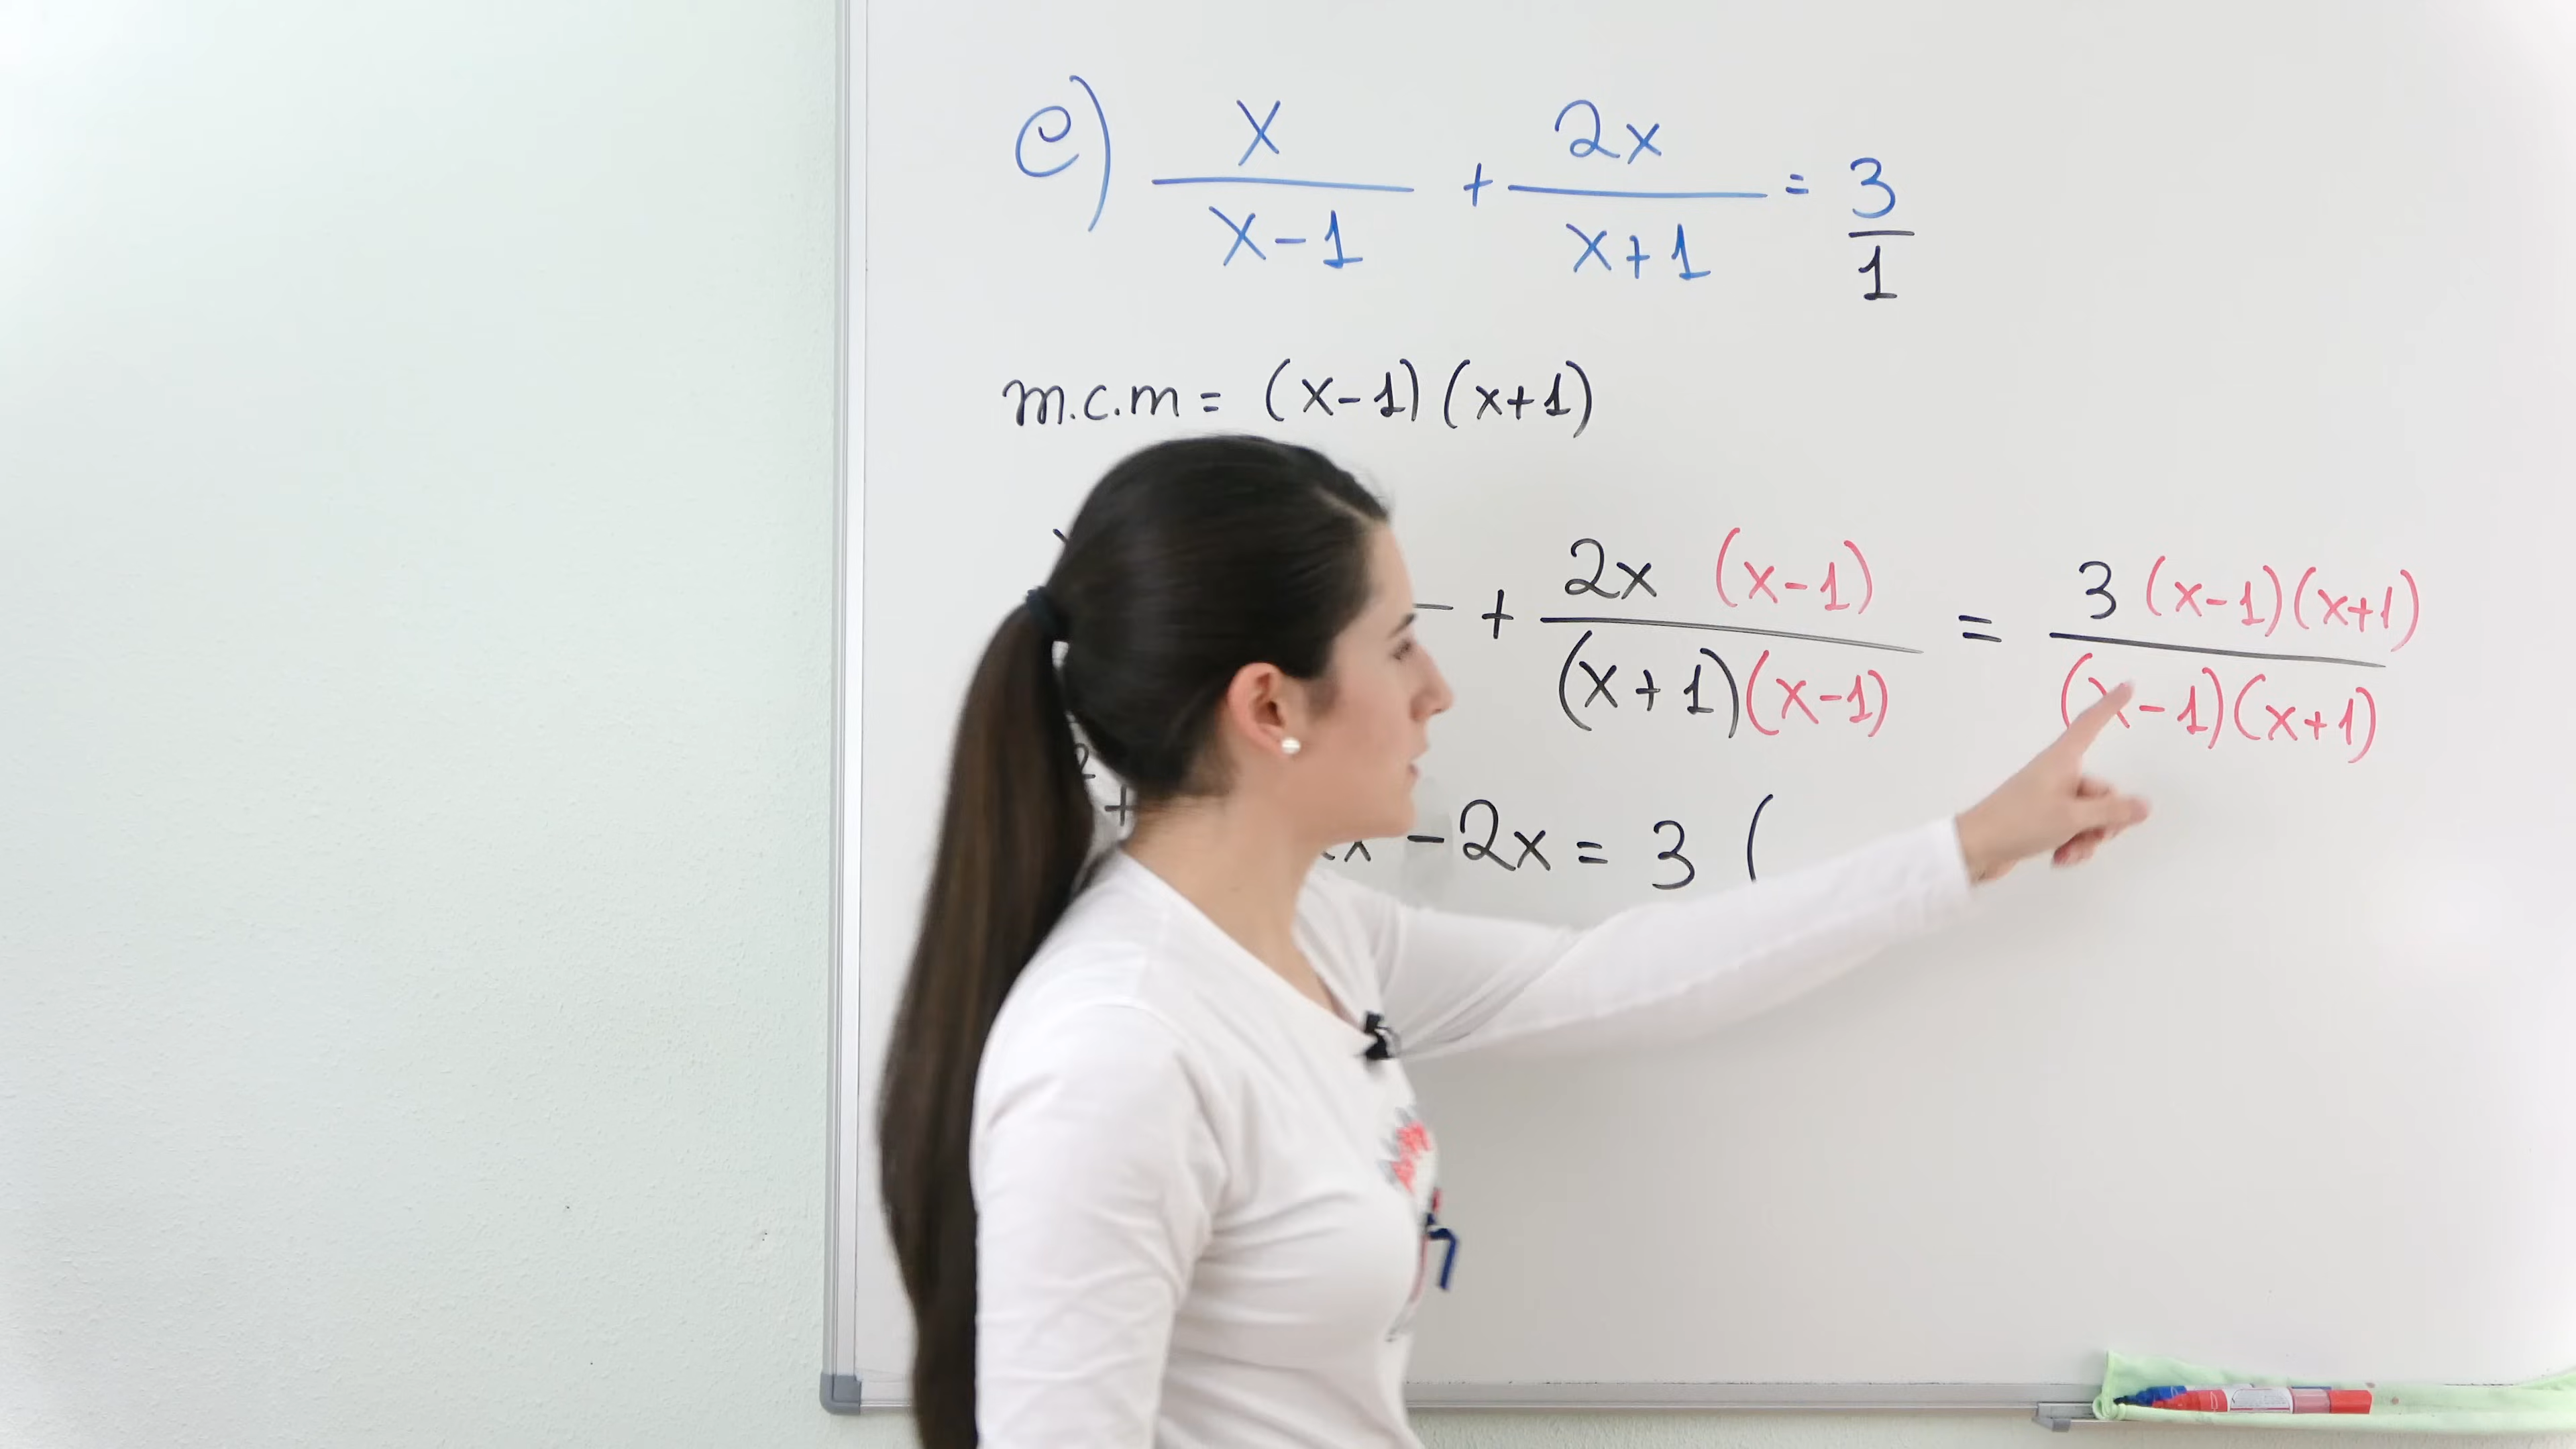 e) x/(x-1) + 2x/(x+1) = 3/1
m.c.m = (x-1)(x+1)
+ 2x (x-1)/((x+1)(x-1)) = 3 (x-1)(x+1)/((x-1)(x+1))
+ - 2x = 3 (